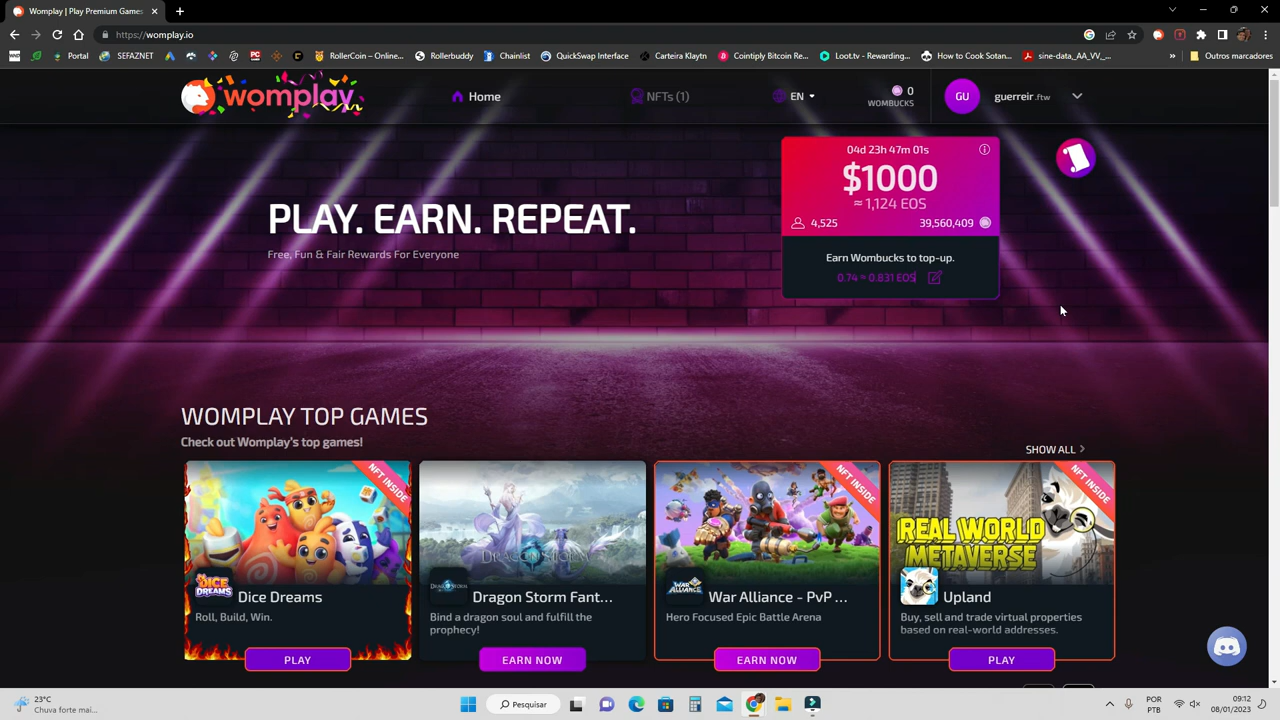 Womplay | Play Premium Games
https://womplay.io
Portal
SEFAZNET
RollerCoin – Online...
Rollerbuddy
Chainlist
QuickSwap Interface
Carteira Klaytn
Cointiply Bitcoin Re...
Loot.tv - Rewarding...
How to Cook Sotan...
sine-data_AA_VV_...
Outros marcadores
womplay
Home
NFTs (1)
EN
0
WOMBUCKS
GU
guerreir.ftw
04d 23h 47m 01s
$1000
≈ 1,124 EOS
4,525
39,560,409
PLAY. EARN. REPEAT.
Free, Fun & Fair Rewards For Everyone
Earn Wombucks to top-up.
0.74 ≈ 0.831 EOS
WOMPLAY TOP GAMES
Check out Womplay's top games!
SHOW ALL
NFT INSIDE
DICE DREAMS
Dice Dreams
Roll, Build, Win.
PLAY
DRAGON STORM
Dragon Storm Fant...
Bind a dragon soul and fulfill the
prophecy!
EARN NOW
NFT INSIDE
WAR ALLIANCE
War Alliance - PvP ...
Hero Focused Epic Battle Arena
EARN NOW
NFT INSIDE
REAL WORLD
METAVERSE
Upland
Buy, sell and trade virtual properties
based on real-world addresses.
PLAY
23°C
Chuva forte mai...
Pesquisar
POR
PTB
09:12
08/01/2023